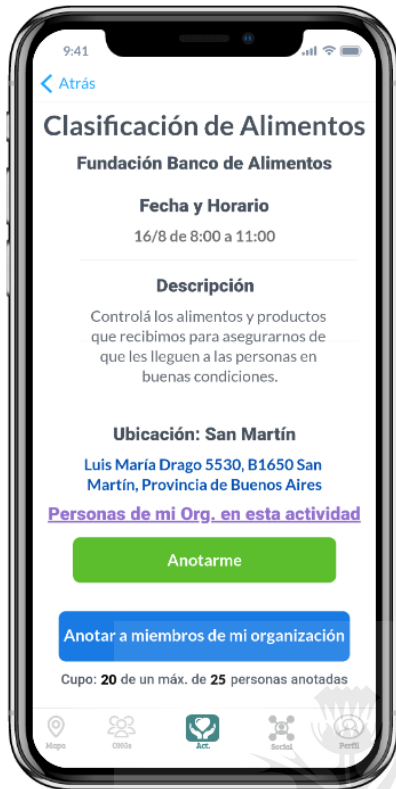 9:41
Atrás
Clasificación de Alimentos
Fundación Banco de Alimentos
Fecha y Horario
16/8 de 8:00 a 11:00
Descripción
Controlá los alimentos y productos
que recibimos para asegurarnos de
que les lleguen a las personas en
buenas condiciones.
Ubicación: San Martín
Luis María Drago 5530, B1650 San
Martín, Provincia de Buenos Aires
Personas de mi Org. en esta actividad
Anotarme
Anotar a miembros de mi organización
Cupo: 20 de un máx. de 25 personas anotadas
Mapa ONGs Act. Social Perfil